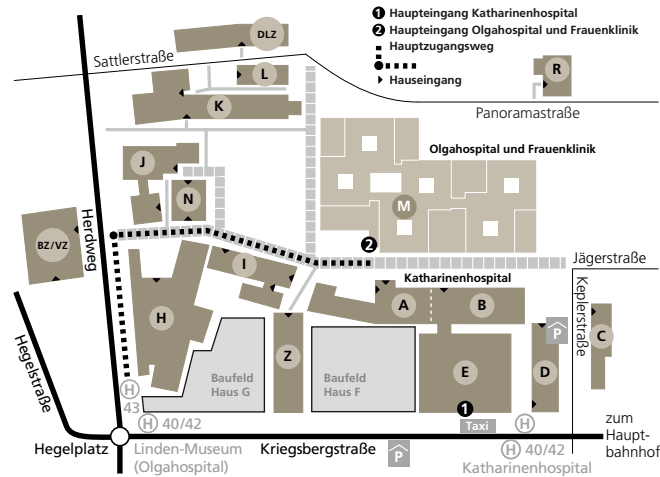 1 Haupteingang Katharinenhospital
2 Haupteingang Olgahospital und Frauenklinik
Hauptzugangsweg
Hauseingang
DLZ
Sattlerstraße
L
R
K
Panoramastraße
Olgahospital und Frauenklinik
J
N
M
Herdweg
BZ/VZ
2
I
Jägerstraße
Katharinenhospital
Keplerstraße
H
A
B
P
C
Hegelstraße
Z
E
D
Baufeld
Haus G
Baufeld
Haus F
H
43
1
H 40/42
Taxi
H
zum
Haupt-
bahnhof
Hegelplatz
Linden-Museum
(Olgahospital)
Kriegsbergstraße
P
H 40/42
Katharinenhospital